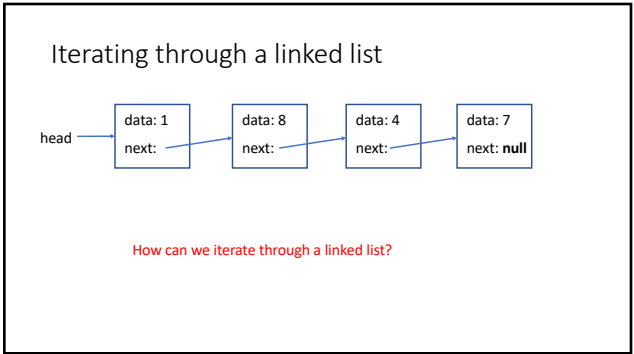 Iterating through a linked list
head
data: 1
next:
data: 8
next:
data: 4
next:
data: 7
next: null
How can we iterate through a linked list?